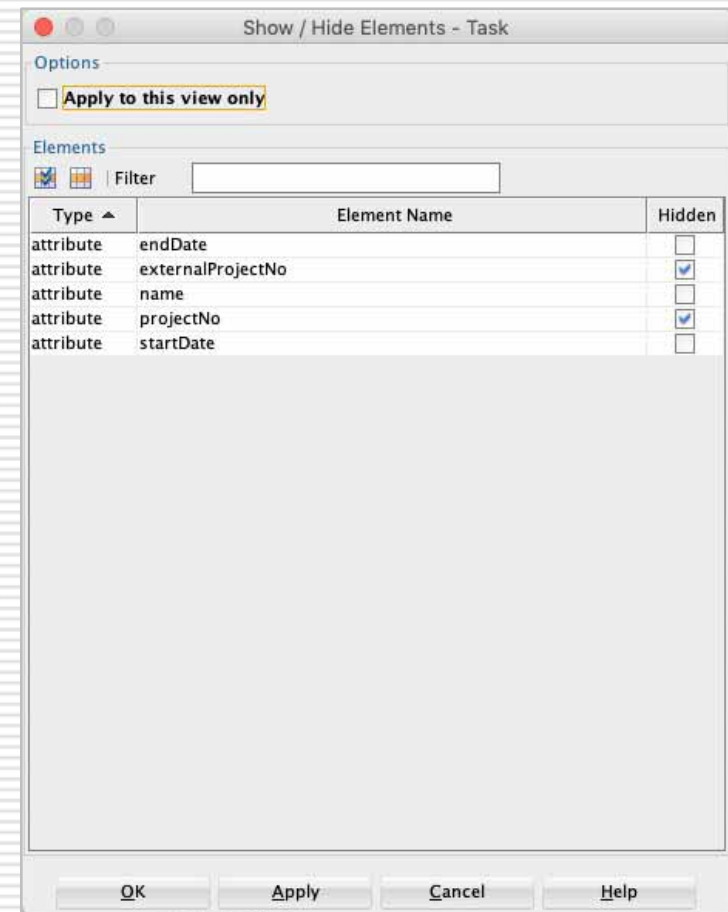 Show / Hide Elements - Task
Options
Apply to this view only
Elements
Filter
Type Element Name Hidden
attribute endDate
attribute externalProjectNo
attribute name
attribute projectNo
attribute startDate
OK Apply Cancel Help